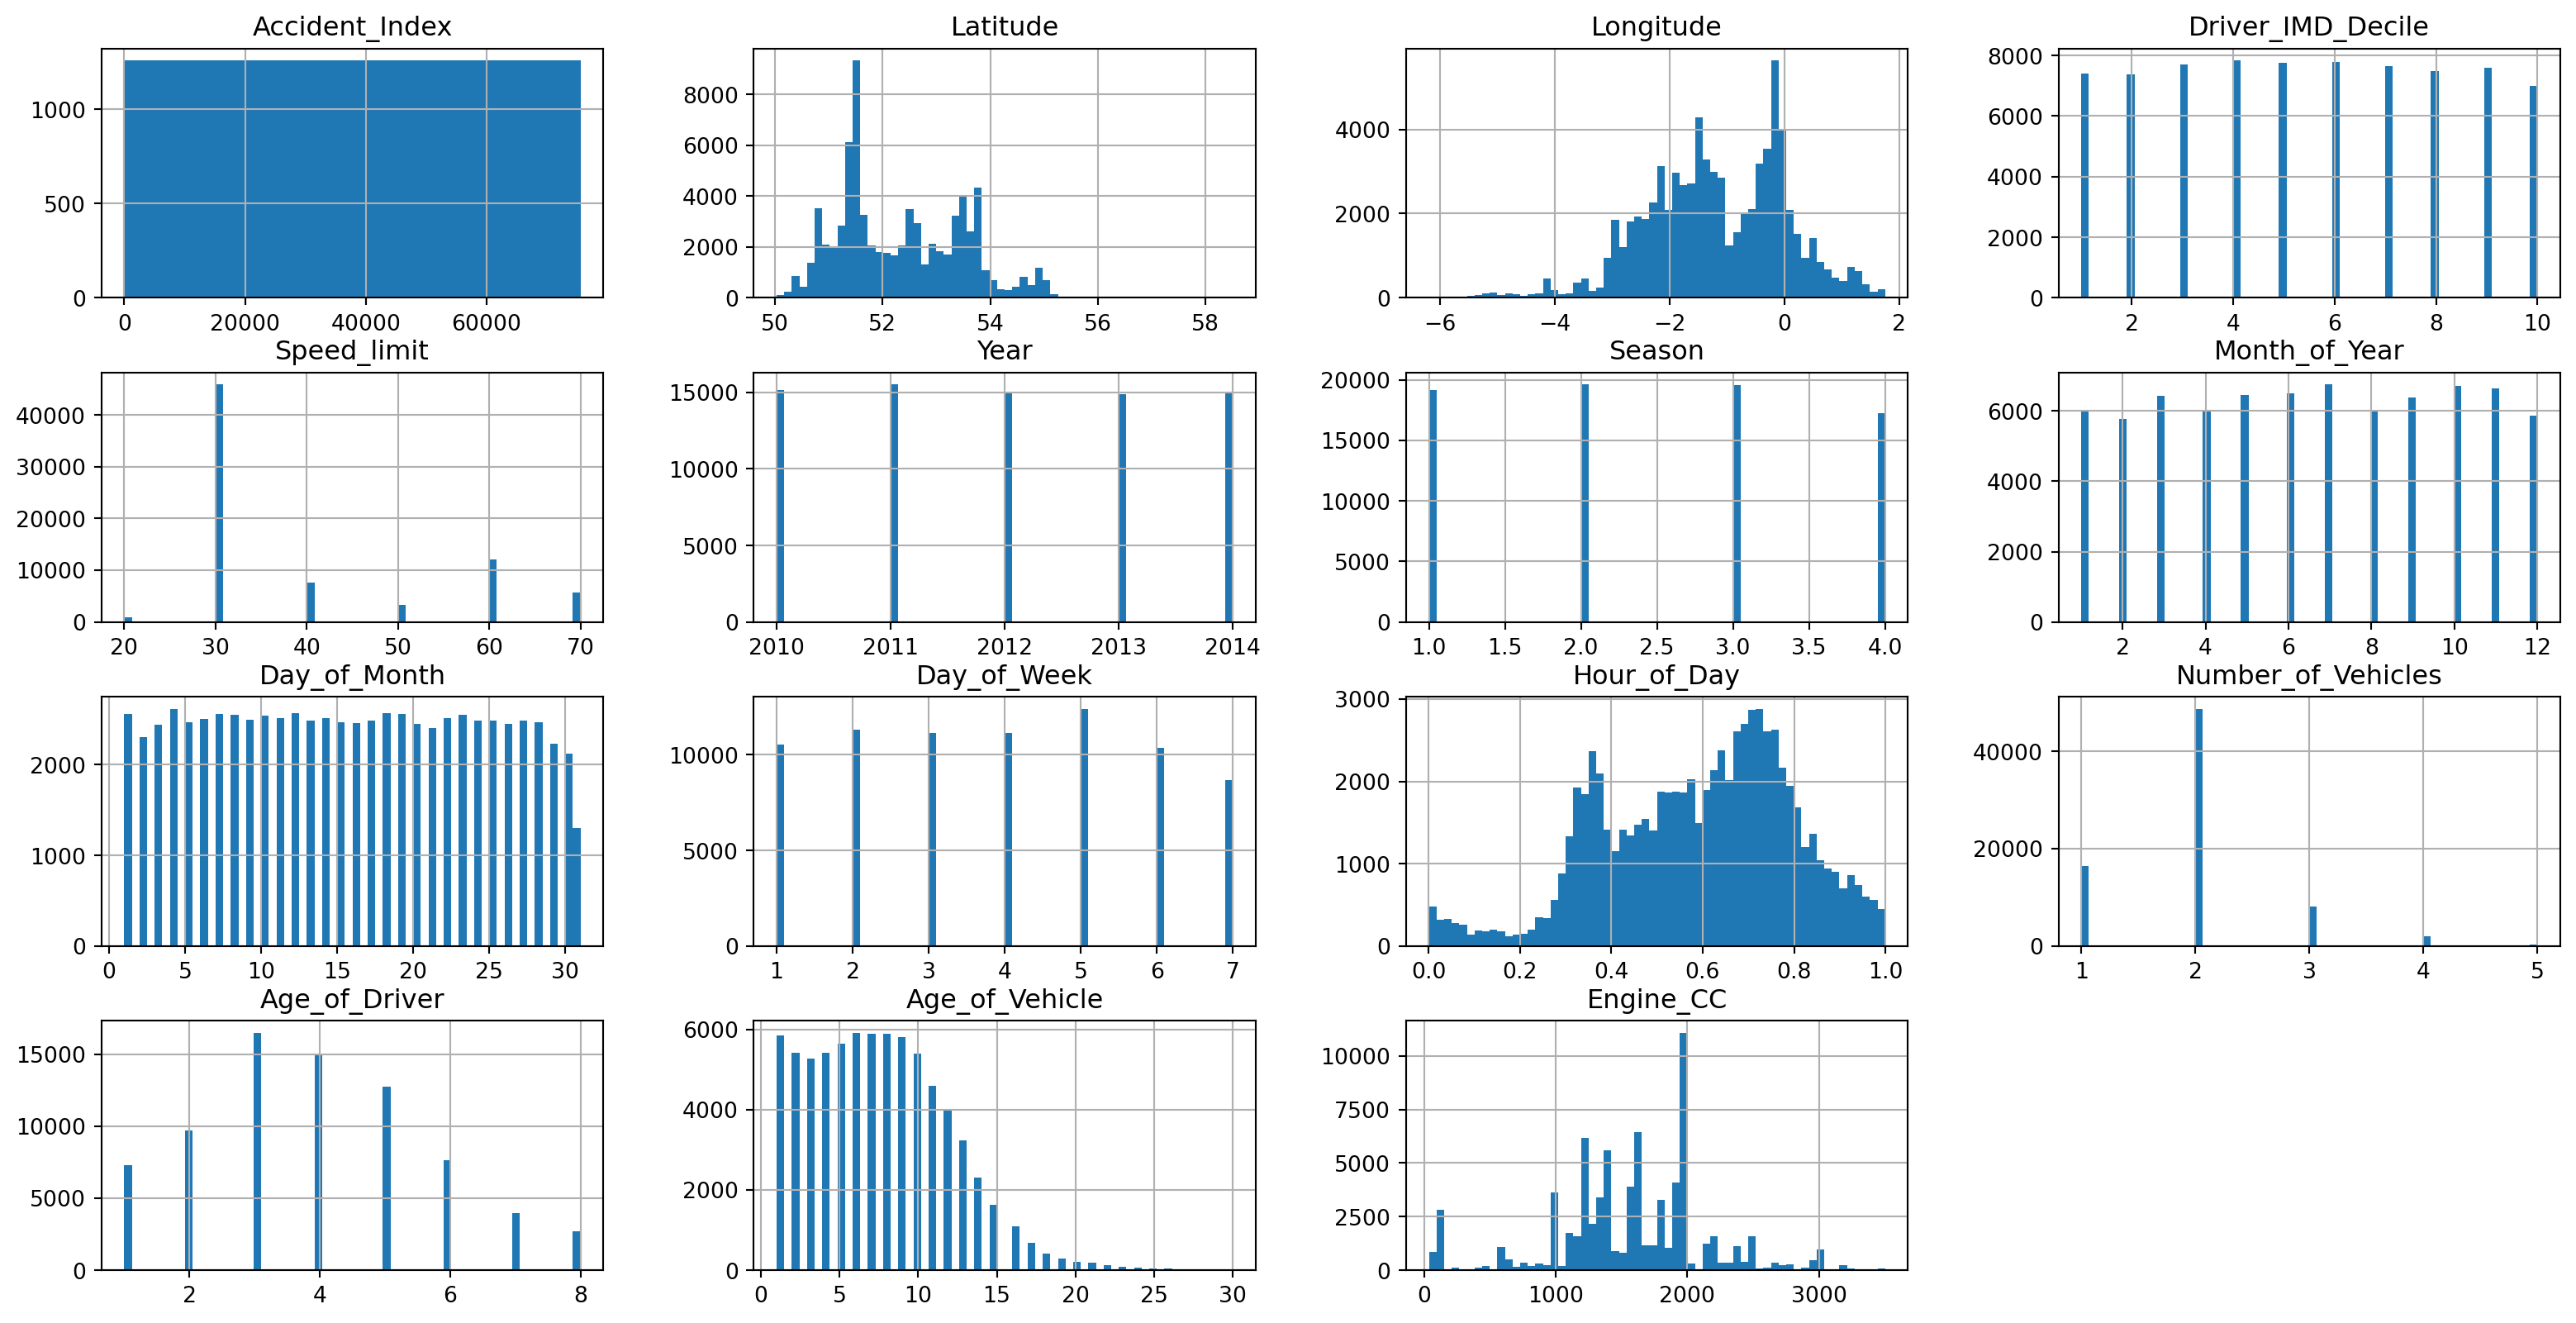 Accident_Index
1000
500
0
0 20000 40000 60000
Latitude
8000
6000
4000
2000
0
50 52 54 56 58
Longitude
4000
2000
0
−6 −4 −2 0 2
Driver_IMD_Decile
8000
6000
4000
2000
0
2 4 6 8 10
Speed_limit
40000
30000
20000
10000
0
20 30 40 50 60 70
Year
15000
10000
5000
0
2010 2011 2012 2013 2014
Season
20000
15000
10000
5000
0
1.0 1.5 2.0 2.5 3.0 3.5 4.0
Month_of_Year
6000
4000
2000
0
2 4 6 8 10 12
Day_of_Month
2000
1000
0
0 5 10 15 20 25 30
Day_of_Week
10000
5000
0
1 2 3 4 5 6 7
Hour_of_Day
3000
2000
1000
0
0.0 0.2 0.4 0.6 0.8 1.0
Number_of_Vehicles
40000
20000
0
1 2 3 4 5
Age_of_Driver
15000
10000
5000
0
2 4 6 8
Age_of_Vehicle
6000
4000
2000
0
0 5 10 15 20 25 30
Engine_CC
10000
7500
5000
2500
0
0 1000 2000 3000